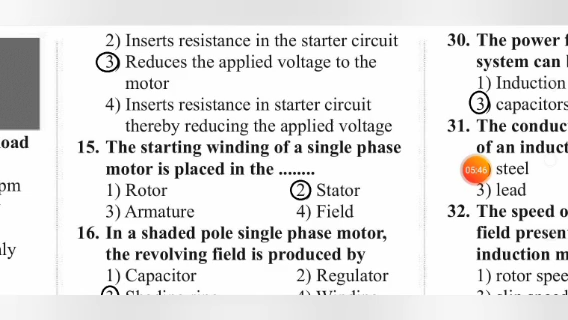 oad
pm
ly
2) Inserts resistance in the starter circuit
3) Reduces the applied voltage to the
motor
4) Inserts resistance in starter circuit
thereby reducing the applied voltage
15. The starting winding of a single phase
motor is placed in the ........
1) Rotor 2) Stator
3) Armature 4) Field
16. In a shaded pole single phase motor,
the revolving field is produced by
1) Capacitor 2) Regulator
30. The power f
system can
1) Induction
3) capacitors
31. The conduc
of an induct
05:46 steel
3) lead
32. The speed o
field presen
induction m
1) rotor spee